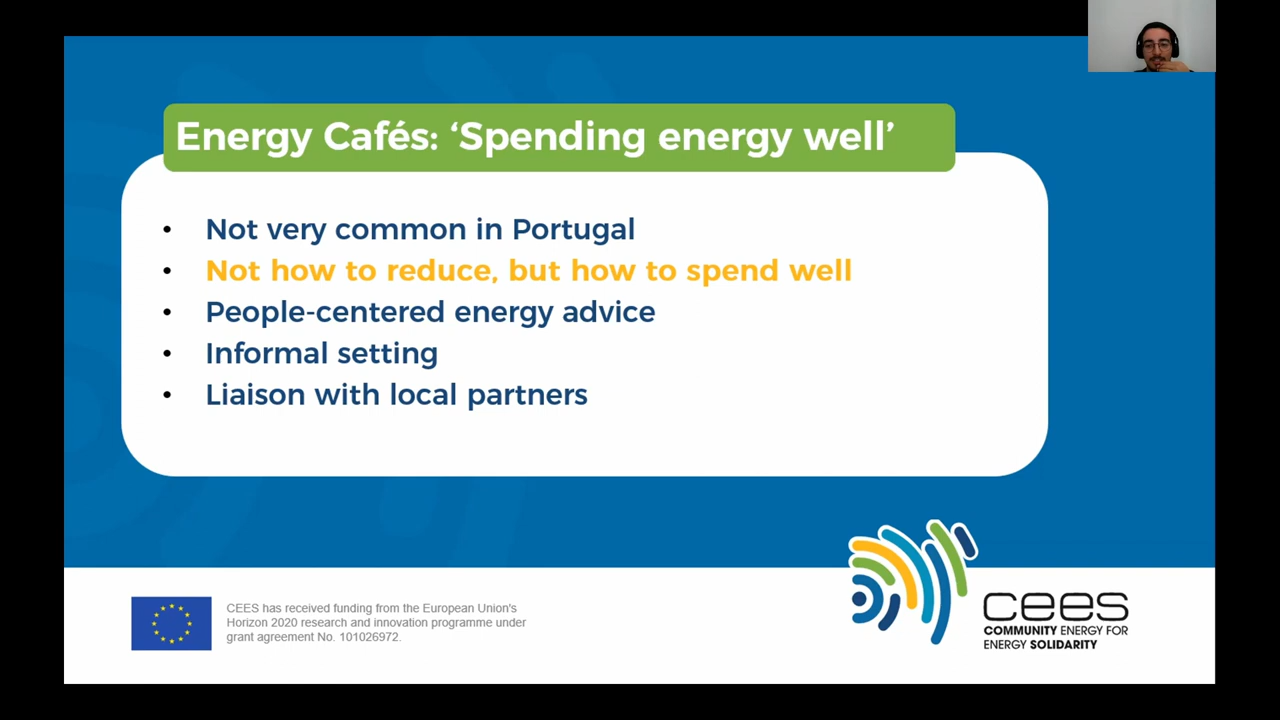 Energy Cafés: ‘Spending energy well’
• Not very common in Portugal
• Not how to reduce, but how to spend well
• People-centered energy advice
• Informal setting
• Liaison with local partners
CEES has received funding from the European Union's
Horizon 2020 research and innovation programme under
grant agreement No. 101026972.
cees
COMMUNITY ENERGY FOR
ENERGY SOLIDARITY